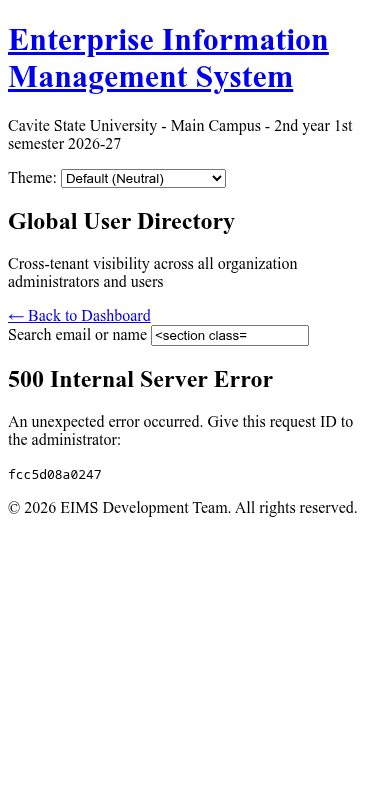 Enterprise Information
Management System
Cavite State University - Main Campus - 2nd year 1st
semester 2026-27
Theme: Default (Neutral)
Global User Directory
Cross-tenant visibility across all organization
administrators and users
← Back to Dashboard
Search email or name <section class=
500 Internal Server Error
An unexpected error occurred. Give this request ID to
the administrator:
fcc5d08a0247
© 2026 EIMS Development Team. All rights reserved.